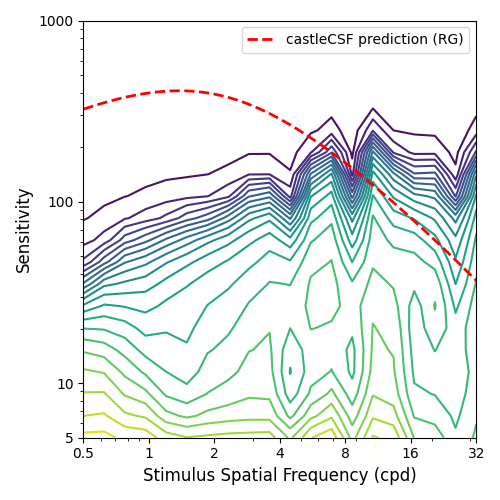 1000
castleCSF prediction (RG)
100
Sensitivity
10
5
0.5 1 2 4 8 16 32
Stimulus Spatial Frequency (cpd)